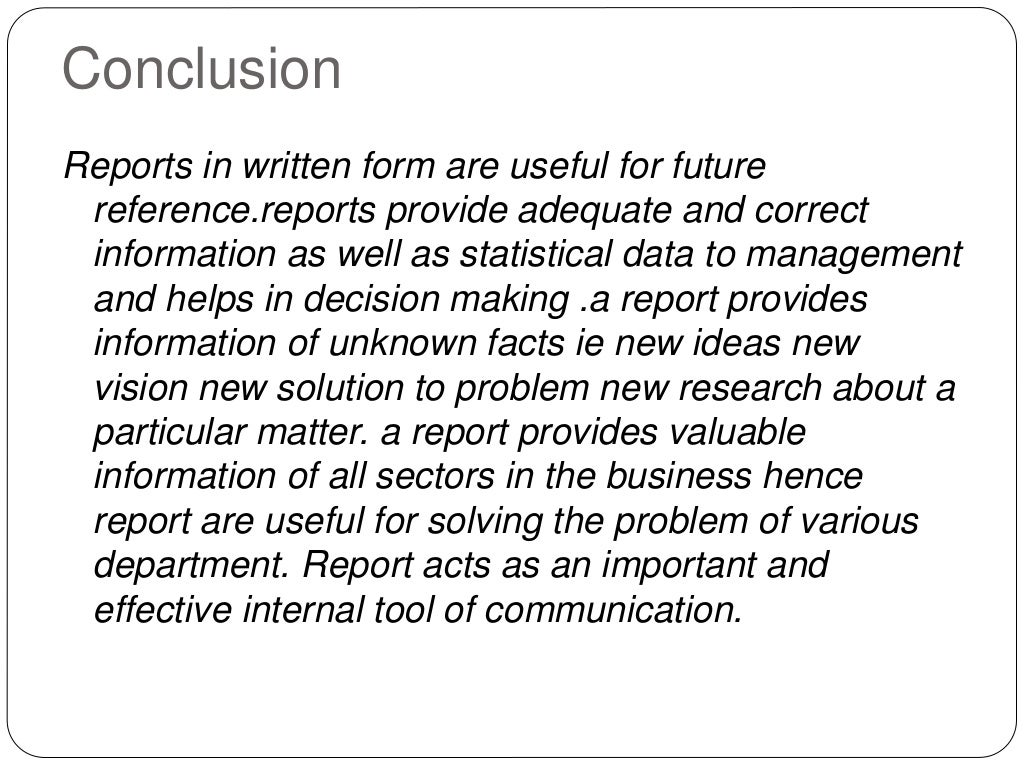 Conclusion
Reports in written form are useful for future
reference.reports provide adequate and correct
information as well as statistical data to management
and helps in decision making .a report provides
information of unknown facts ie new ideas new
vision new solution to problem new research about a
particular matter. a report provides valuable
information of all sectors in the business hence
report are useful for solving the problem of various
department. Report acts as an important and
effective internal tool of communication.